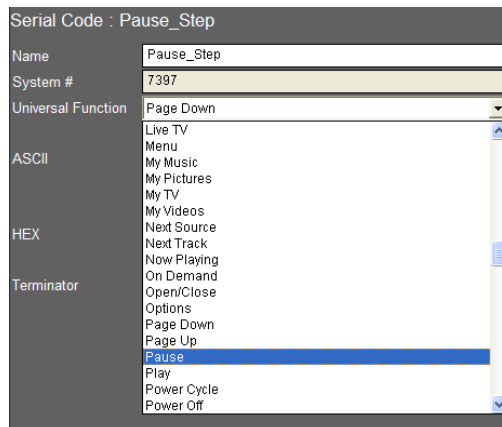 Serial Code : Pause_Step
Name Pause_Step
System # 7397
Universal Function Page Down
Live TV
Menu
ASCII
My Music
My Pictures
My TV
My Videos
HEX
Next Source
Next Track
Now Playing
On Demand
Terminator
Open/Close
Options
Page Down
Page Up
Pause
Play
Power Cycle
Power Off